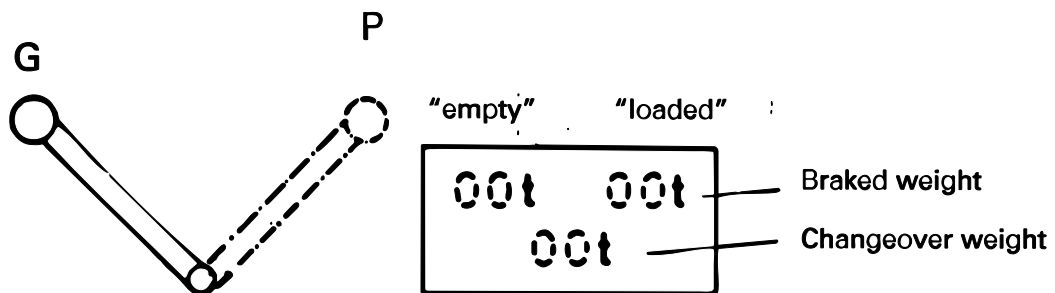 P
G
"empty" "loaded"
00t 00t Braked weight
00t Changeover weight